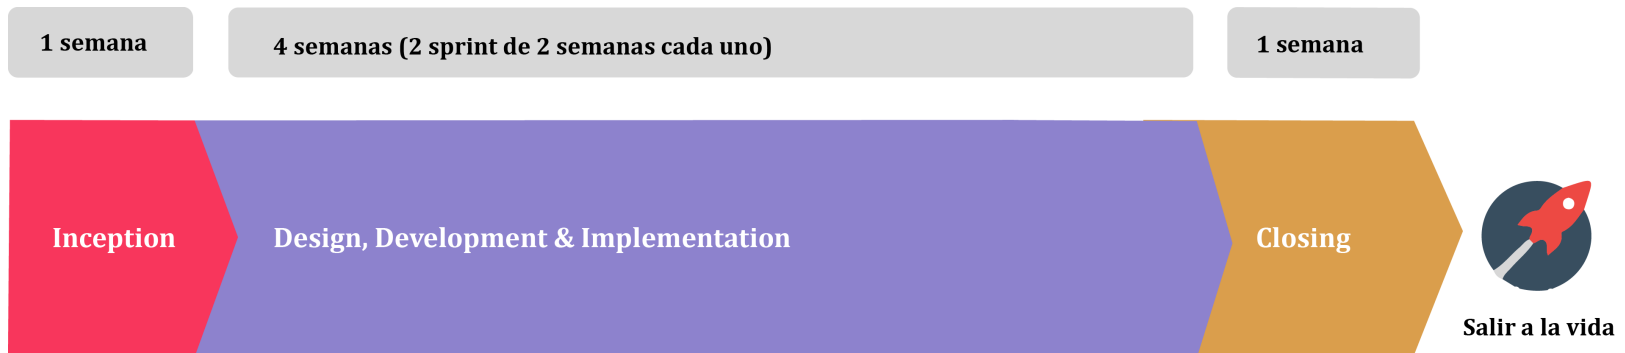 1 semana
4 semanas (2 sprint de 2 semanas cada uno)
1 semana
Inception
Design, Development & Implementation
Closing
Salir a la vida